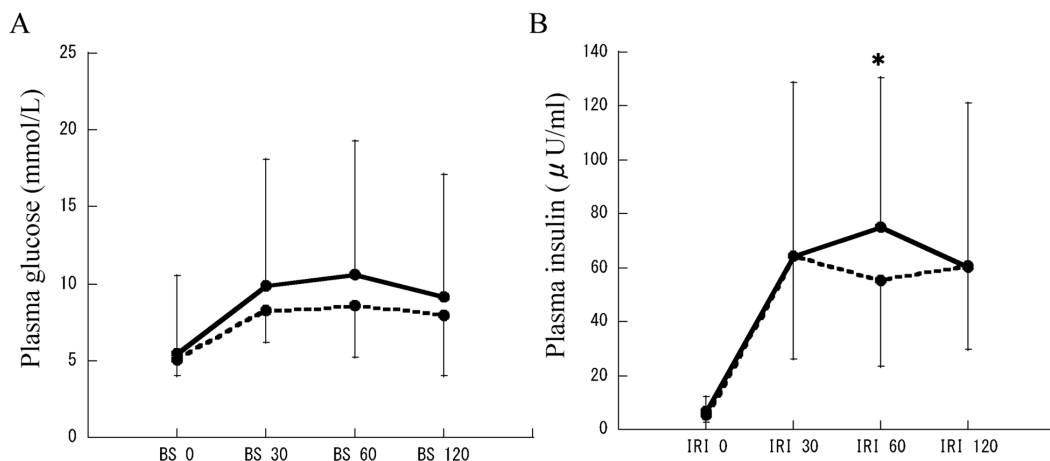 A
Plasma glucose (mmol/L)
25
20
15
10
5
0
BS 0 BS 30 BS 60 BS 120
B
Plasma insulin ( μ U/ml)
140
120
100
80
60
40
20
0
*
IRI 0 IRI 30 IRI 60 IRI 120